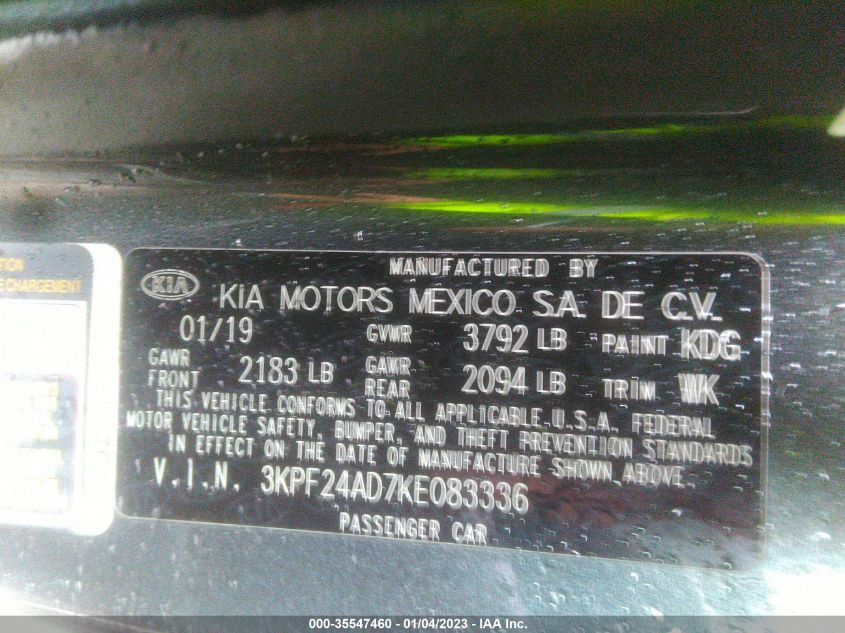 TION
E CHARGEMENT
MANUFACTURED BY
KIA KIA MOTORS MEXICO S.A. DE C.V.
01/19 GVWR 3792 LB PAINT KDG
GAWR FRONT 2183 LB GAWR REAR 2094 LB TRIM WK
THIS VEHICLE CONFORMS TO ALL APPLICABLE U.S.A. FEDERAL
MOTOR VEHICLE SAFETY, BUMPER, AND THEFT PREVENTION STANDARDS
IN EFFECT ON THE DATE OF MANUFACTURE SHOWN ABOVE.
V.I.N. 3KPF24AD7KE083336
PASSENGER CAR
000-35547460 - 01/04/2023 - IAA Inc.